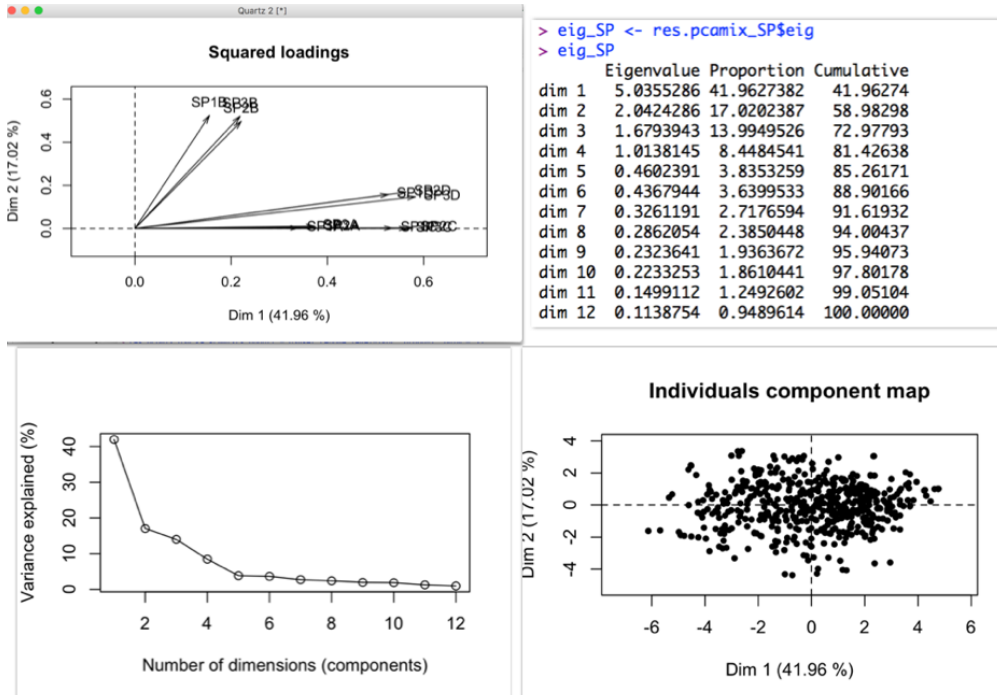 Quartz 2 [*]
Squared loadings
Dim 2 (17.02 %)
0.6
0.4
0.2
0.0
SP1B
SP3B
SP2B
SP2D
SP3D
SP2A
0.0 0.2 0.4 0.6
Dim 1 (41.96 %)
> eig_SP <- res.pcamix_SP$eig
> eig_SP
Eigenvalue Proportion Cumulative
dim 1 5.0355286 41.9627382 41.96274
dim 2 2.0424286 17.0202387 58.98298
dim 3 1.6793943 13.9949526 72.97793
dim 4 1.0138145 8.4484541 81.42638
dim 5 0.4602391 3.8353259 85.26171
dim 6 0.4367944 3.6399533 88.90166
dim 7 0.3261191 2.7176594 91.61932
dim 8 0.2862054 2.3850448 94.00437
dim 9 0.2323641 1.9363672 95.94073
dim 10 0.2233253 1.8610441 97.80178
dim 11 0.1499112 1.2492602 99.05104
dim 12 0.1138754 0.9489614 100.00000
Variance explained (%)
40
30
20
10
0
2 4 6 8 10 12
Number of dimensions (components)
Individuals component map
Dim 2 (17.02 %)
4
2
0
-2
-4
-6 -4 -2 0 2 4 6
Dim 1 (41.96 %)